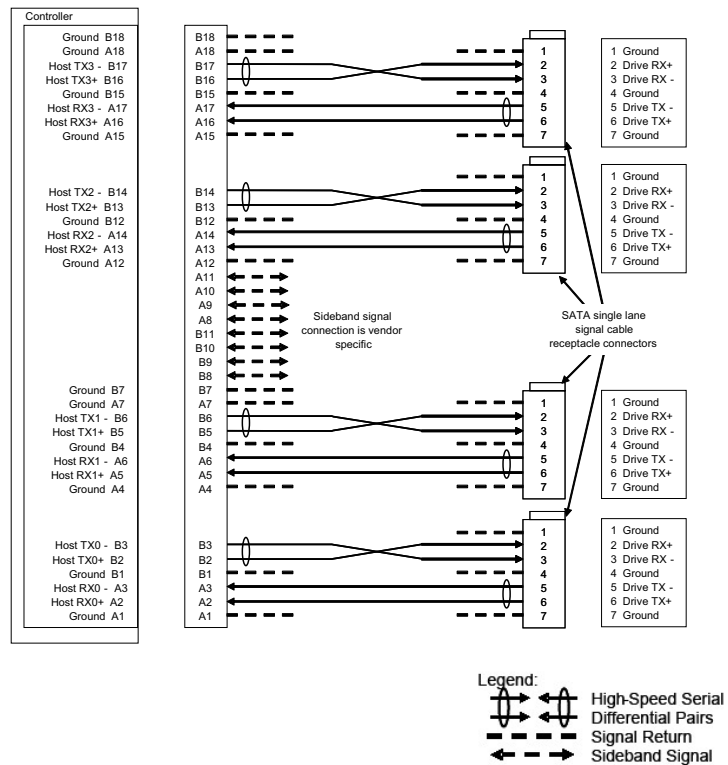 Controller
Ground B18
Ground A18
Host TX3 - B17
Host TX3+ B16
Ground B15
Host RX3 - A17
Host RX3+ A16
Ground A15
Host TX2 - B14
Host TX2+ B13
Ground B12
Host RX2 - A14
Host RX2+ A13
Ground A12
Ground B7
Ground A7
Host TX1 - B6
Host TX1+ B5
Ground B4
Host RX1 - A6
Host RX1+ A5
Ground A4
Host TX0 - B3
Host TX0+ B2
Ground B1
Host RX0 - A3
Host RX0+ A2
Ground A1
B18
A18
B17
B16
B15
A17
A16
A15
B14
B13
B12
A14
A13
A12
A11
A10
A9
A8
B11
B10
B9
B8
B7
A7
B6
B5
B4
A6
A5
A4
B3
B2
B1
A3
A2
A1
Sideband signal
connection is vendor
specific
1
2
3
4
5
6
7
1
2
3
4
5
6
7
SATA single lane
signal cable
receptacle connectors
1
2
3
4
5
6
7
1
2
3
4
5
6
7
1 Ground
2 Drive RX+
3 Drive RX -
4 Ground
5 Drive TX -
6 Drive TX+
7 Ground
1 Ground
2 Drive RX+
3 Drive RX -
4 Ground
5 Drive TX -
6 Drive TX+
7 Ground
1 Ground
2 Drive RX+
3 Drive RX -
4 Ground
5 Drive TX -
6 Drive TX+
7 Ground
1 Ground
2 Drive RX+
3 Drive RX -
4 Ground
5 Drive TX -
6 Drive TX+
7 Ground
Legend:
High-Speed Serial
Differential Pairs
Signal Return
Sideband Signal